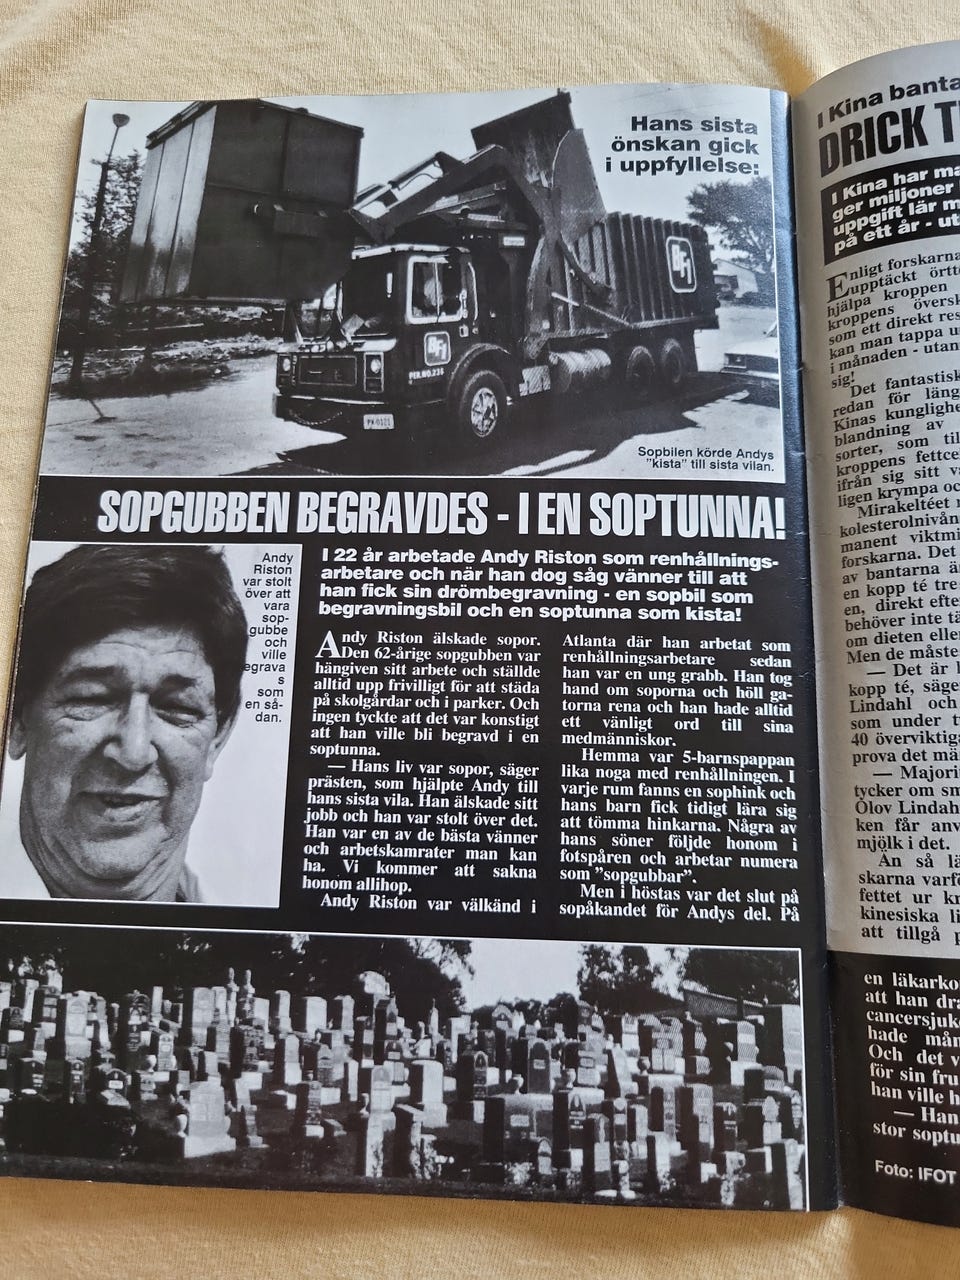 Hans sista
önskan gick
i uppfyllelse:
BFI
BFI
PER.NO.236
Sopbilen körde Andys
"kista" till sista vilan.
SOPGUBBEN BEGRAVDES - I EN SOPTUNNA!
Andy
Riston
var stolt
över att
vara
sop-
gubbe
och
ville
egrava
s
som
en så-
dan.
I 22 år arbetade Andy Riston som renhållnings-
arbetare och när han dog såg vänner till att
han fick sin drömbegravning - en sopbil som
begravningsbil och en soptunna som kista!
Andy Riston älskade sopor.
Den 62-årige sopgubben var
hängiven sitt arbete och ställde
alltid upp frivilligt för att städa
på skolgårdar och i parker. Och
ingen tyckte att det var konstigt
att han ville bli begravd i en
soptunna.
— Hans liv var sopor, säger
prästen, som hjälpte Andy till
hans sista vila. Han älskade sitt
jobb och han var stolt över det.
Han var en av de bästa vänner
och arbetskamrater man kan
ha. Vi kommer att sakna
honom allihop.
Andy Riston var välkänd i
Atlanta där han arbetat som
renhållningsarbetare sedan
han var en ung grabb. Han tog
hand om soporna och höll ga-
torna rena och han hade alltid
ett vänligt ord till sina
medmänniskor.
Hemma var 5-barnspappan
lika noga med renhållningen. I
varje rum fanns en sophink och
hans barn fick tidigt lära sig
att tömma hinkarna. Några av
hans söner följde honom i
fotspåren och arbetar numera
som "sopgubbar".
Men i höstas var det slut på
sopåkandet för Andys del. På
I Kina banta
DRICK T
I Kina har ma
ger miljoner
uppgift lär m
på ett år - ut
Enligt forskarna
upptäckt örtte
hjälpa kroppen
kroppens översk
som ett direkt res
kan man tappa u
i månaden - utan
sig!
Det fantastisk
redan för läng
Kinas kunglighe
blandning av
sorter, som til
kroppens fettcel
ifrån sig sitt va
ligen krympa oc
Mirakeltéet
kolesterolnivån
manent viktmi
forskarna. Det
av bantarna ä
en kopp té tre
en, direkt efte
behöver inte tä
om dieten elle
Men de måste
— Det är
kopp té, säge
Lindahl och
som under t
40 överviktiga
prova det mä
— Majori
tycker om sm
Olov Lindah
ken får anv
mjölk i det.
Än så lä
skarna varfö
fettet ur kr
kinesiska li
att tillgå p
en läkarko
att han dra
cancersjuk
hade mån
Och det v
för sin fru
han ville h
— Han
stor soptu
Foto: IFOT